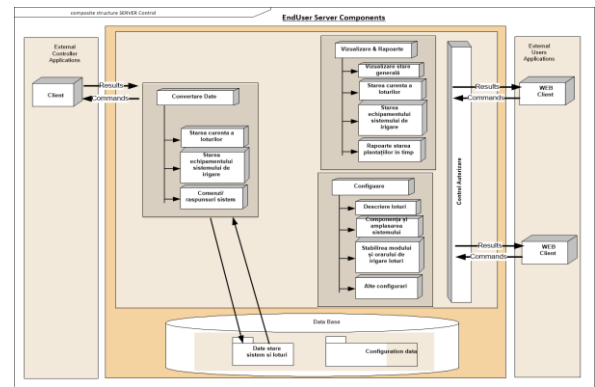 composite structure SERVER Control
EndUser Server Components
External
Controller
Applications
Client
Results
Commands
Convertare Date
Starea curenta a
loturilor
Starea
echipamentului
sistemului de
irigare
Comenzi/
raspunsuri sistem
Vizualizare & Rapoarte
Vizualizare stare
generală
Starea curentă a
loturilor
Starea
echipamentului
sistemului de
irigare
Rapoarte starea
plantațiilor in timp
Configuare
Descriere loturi
Componența și
amplasarea
sistemului
Stabilirea modului
și orarului de
irigare loturi
Alte configurari
Control Autorizare
External
Users
Applications
Results
Commands
WEB
Client
Results
Commands
WEB
Client
Data Base
Date stare
sistem si loturi
Configuration data